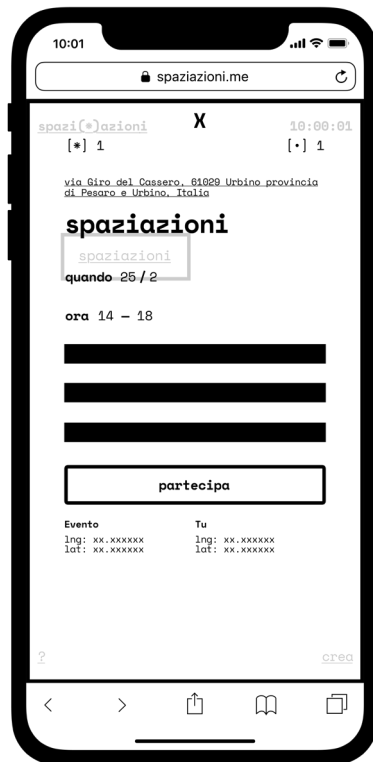 10:01
spaziazioni.me
spazi[*]azioni X 10:00:01
[*] 1 [·] 1
via Giro del Cassero, 61029 Urbino provincia
di Pesaro e Urbino, Italia
spaziazioni
spaziazioni
quando 25 / 2
ora 14 – 18
partecipa
Evento Tu
lng: xx.xxxxxx lng: xx.xxxxxx
lat: xx.xxxxxx lat: xx.xxxxxx
? crea